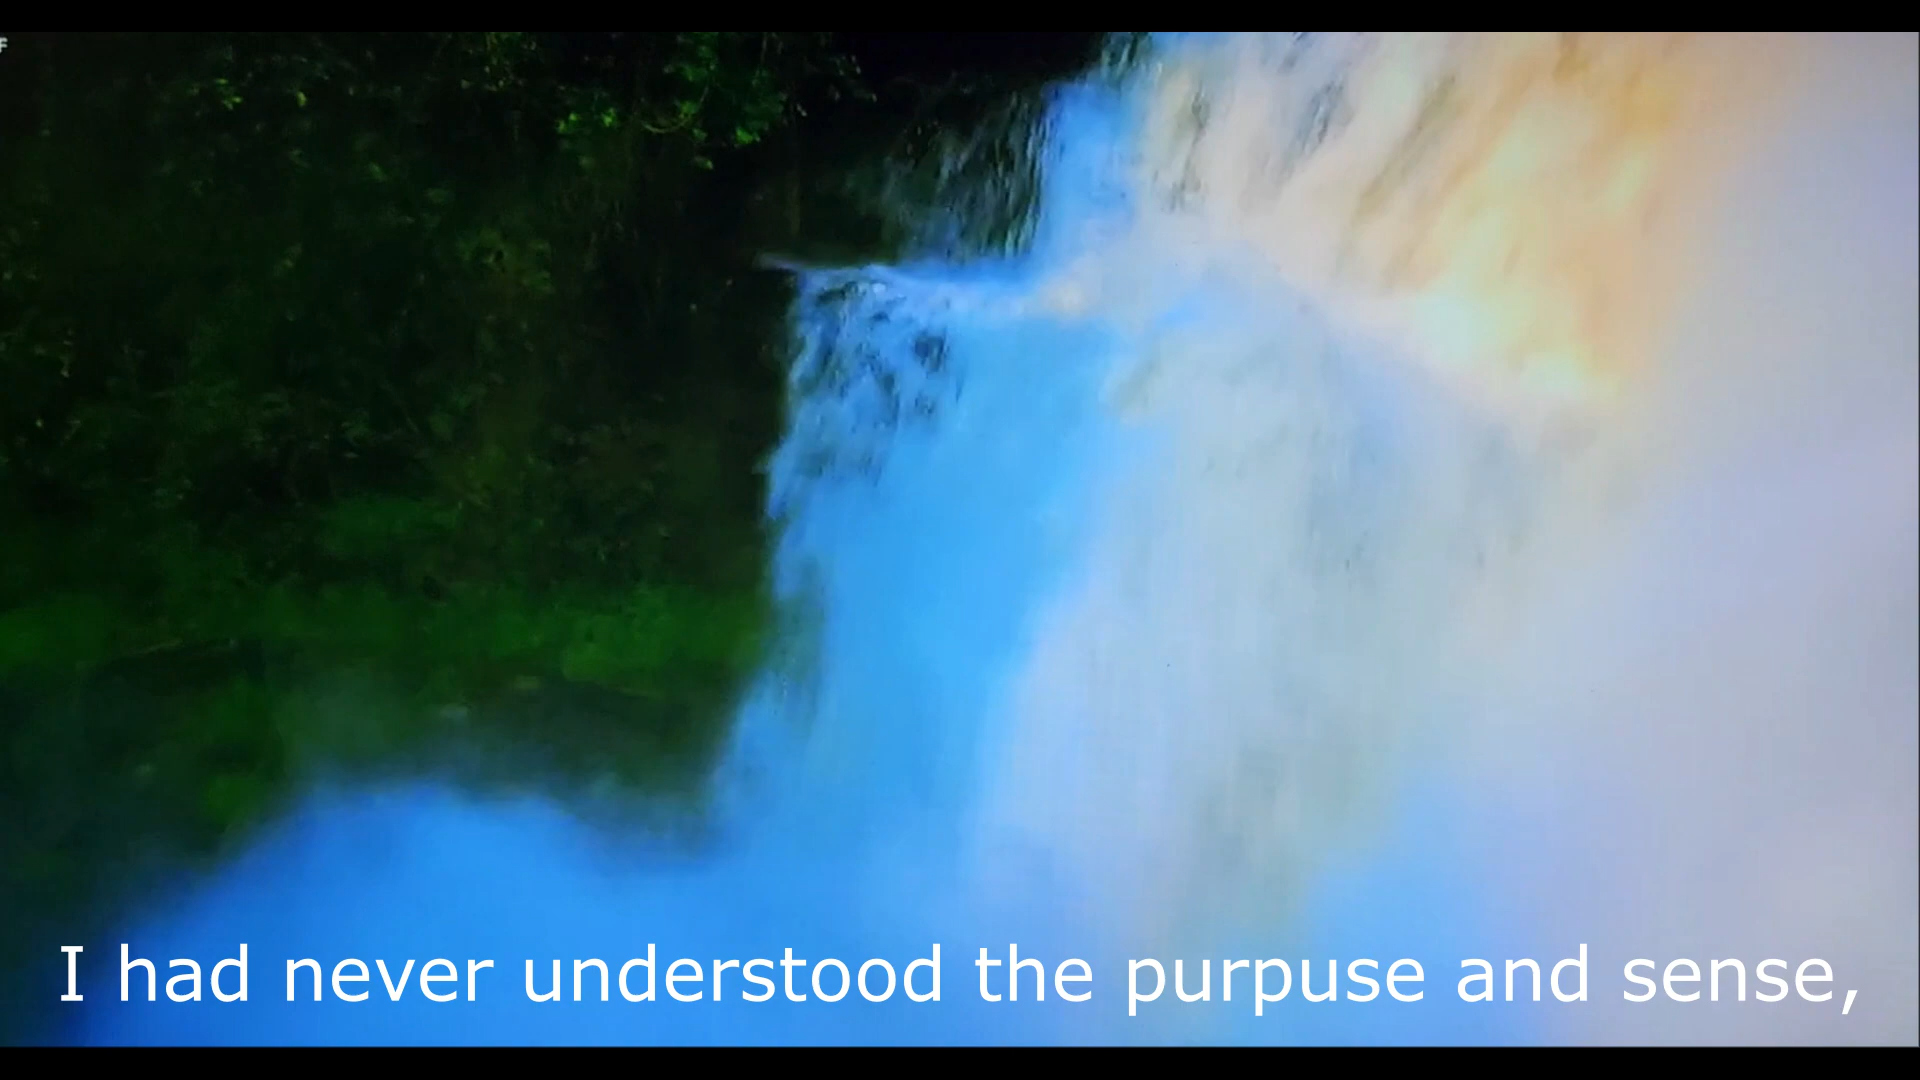 I had never understood the purpuse and sense,